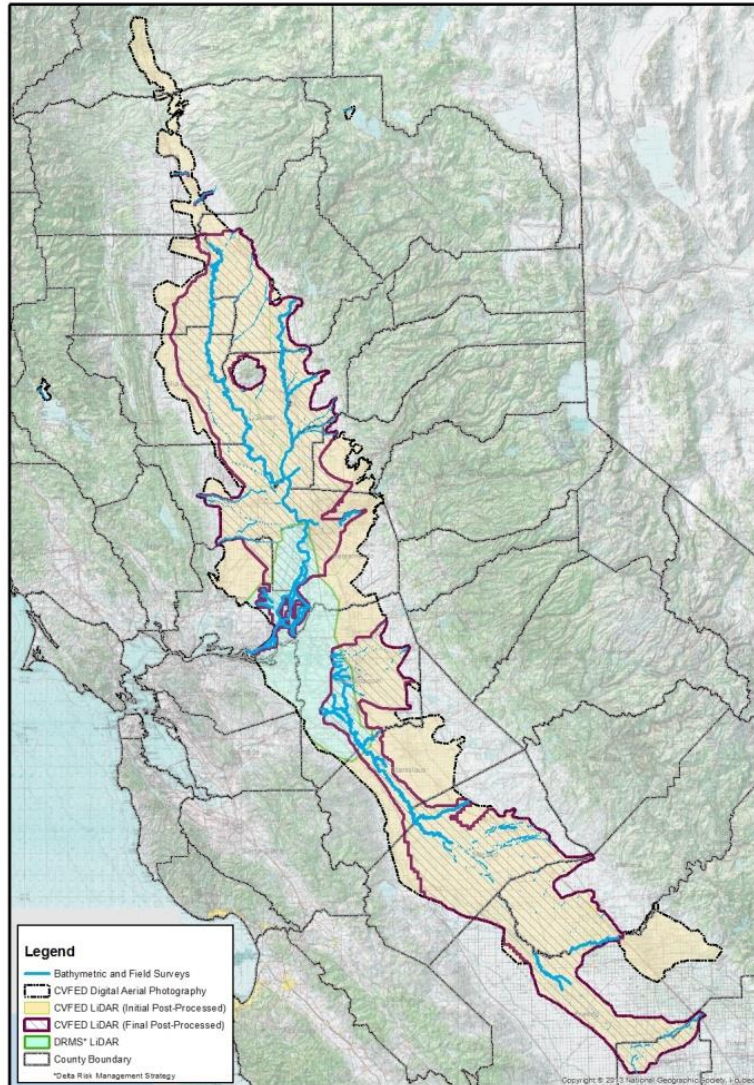 Legend
Bathymetric and Field Surveys
CVFED Digital Aerial Photography
CVFED LiDAR (Initial Post-Processed)
CVFED LiDAR (Final Post-Processed)
DRMS* LiDAR
County Boundary
*Delta Risk Management Strategy
Copyright © 2013 National Geographic Society, i-cubed